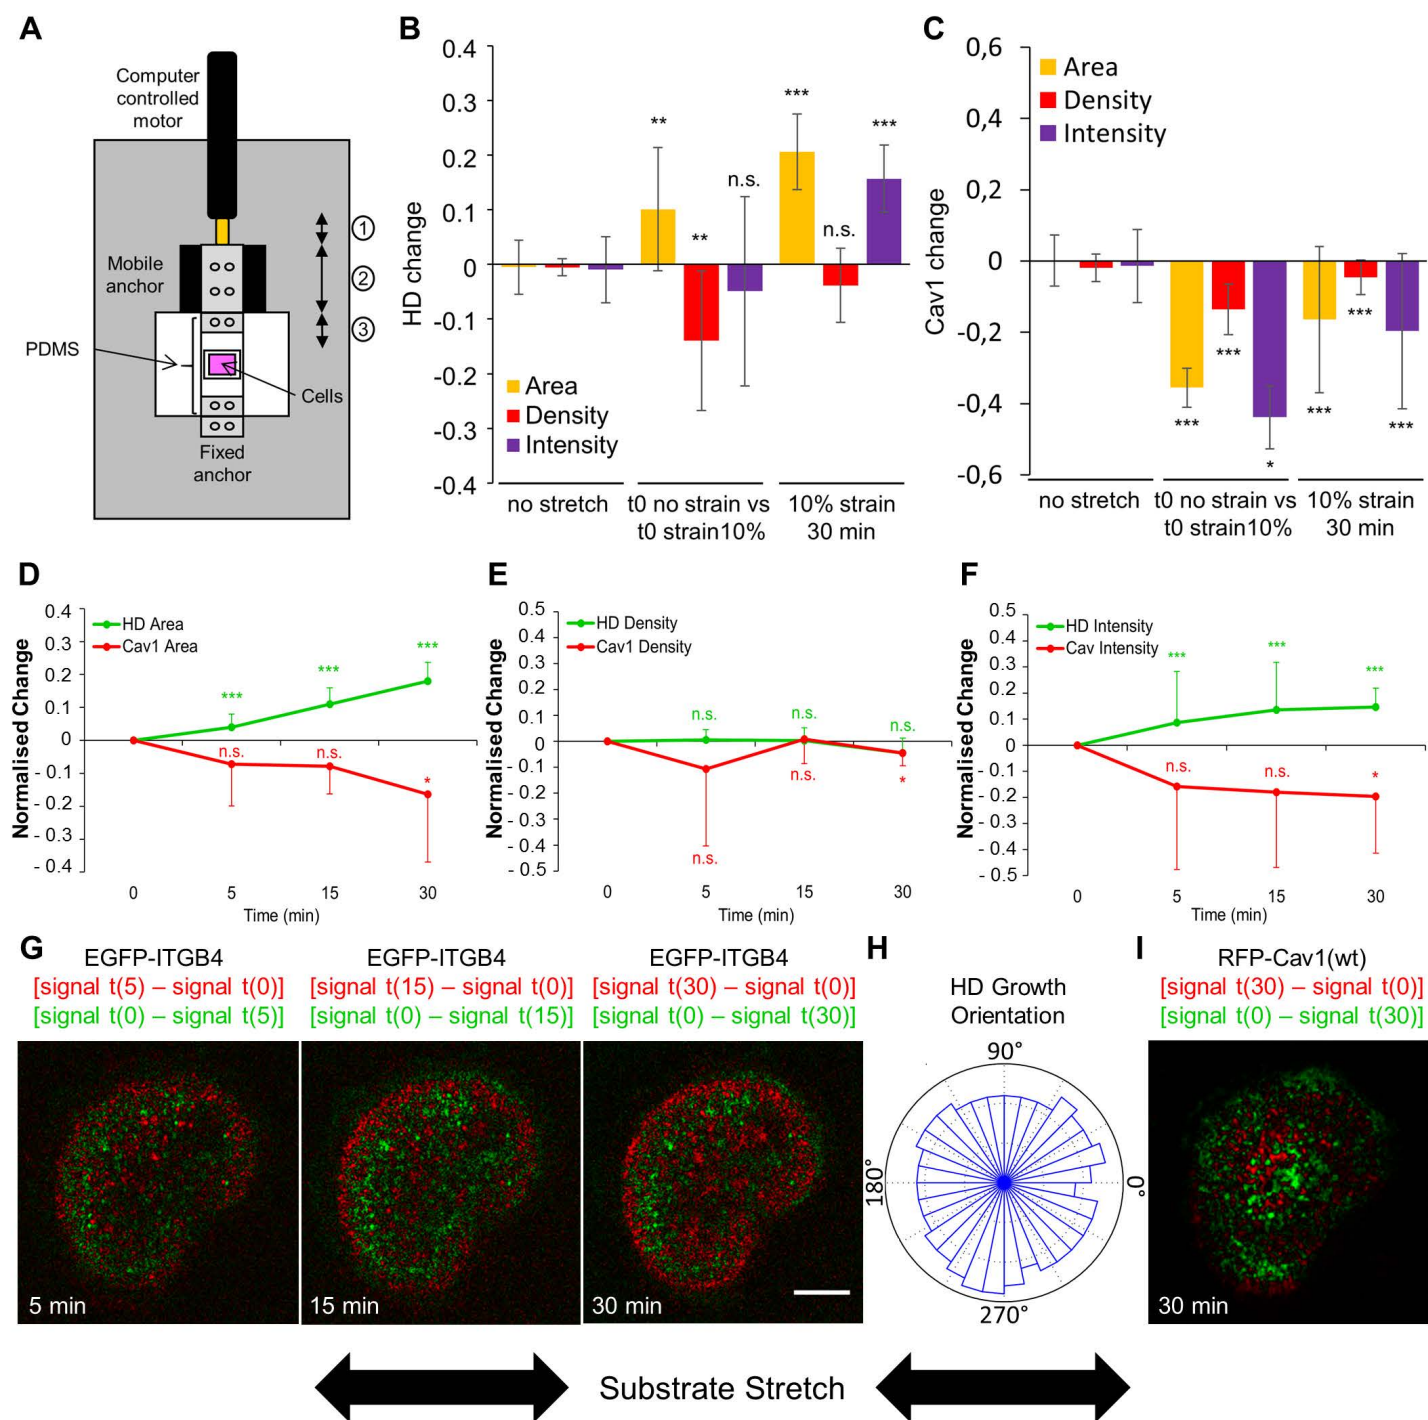 A
Computer
controlled
motor
Mobile
anchor
PDMS
Cells
Fixed
anchor
1
2
3
B
HD change
0.4
0.3
0.2
0.1
0
-0.1
-0.2
-0.3
-0.4
**
**
n.s.
***
n.s.
***
Area
Density
Intensity
no stretch
t0 no strain vs
t0 strain10%
10% strain
30 min
C
Cav1 change
0,6
0,4
0,2
0
-0,2
-0,4
-0,6
Area
Density
Intensity
***
***
*
***
***
***
no stretch
t0 no strain vs
t0 strain10%
10% strain
30 min
D
Normalised Change
0.4
0.3
0.2
0.1
0
- 0.1
- 0.2
- 0.3
- 0.4
HD Area
Cav1 Area
***
***
***
n.s.
n.s.
*
0
5
15
30
Time (min)
E
Normalised Change
0.5
0.4
0.3
0.2
0.1
0
- 0.1
- 0.2
- 0.3
- 0.4
- 0.5
HD Density
Cav1 Density
n.s.
n.s.
n.s.
n.s.
n.s.
*
0
5
15
30
Time (min)
F
Normalised Change
0.5
0.4
0.3
0.2
0.1
0
- 0.1
- 0.2
- 0.3
- 0.4
- 0.5
HD Intensity
Cav Intensity
***
***
***
n.s.
n.s.
*
0
5
15
30
Time (min)
G
EGFP-ITGB4
[signal t(5) – signal t(0)]
[signal t(0) – signal t(5)]
5 min
EGFP-ITGB4
[signal t(15) – signal t(0)]
[signal t(0) – signal t(15)]
15 min
EGFP-ITGB4
[signal t(30) – signal t(0)]
[signal t(0) – signal t(30)]
30 min
H
HD Growth
Orientation
90°
180°
0°
270°
I
RFP-Cav1(wt)
[signal t(30) – signal t(0)]
[signal t(0) – signal t(30)]
30 min
Substrate Stretch